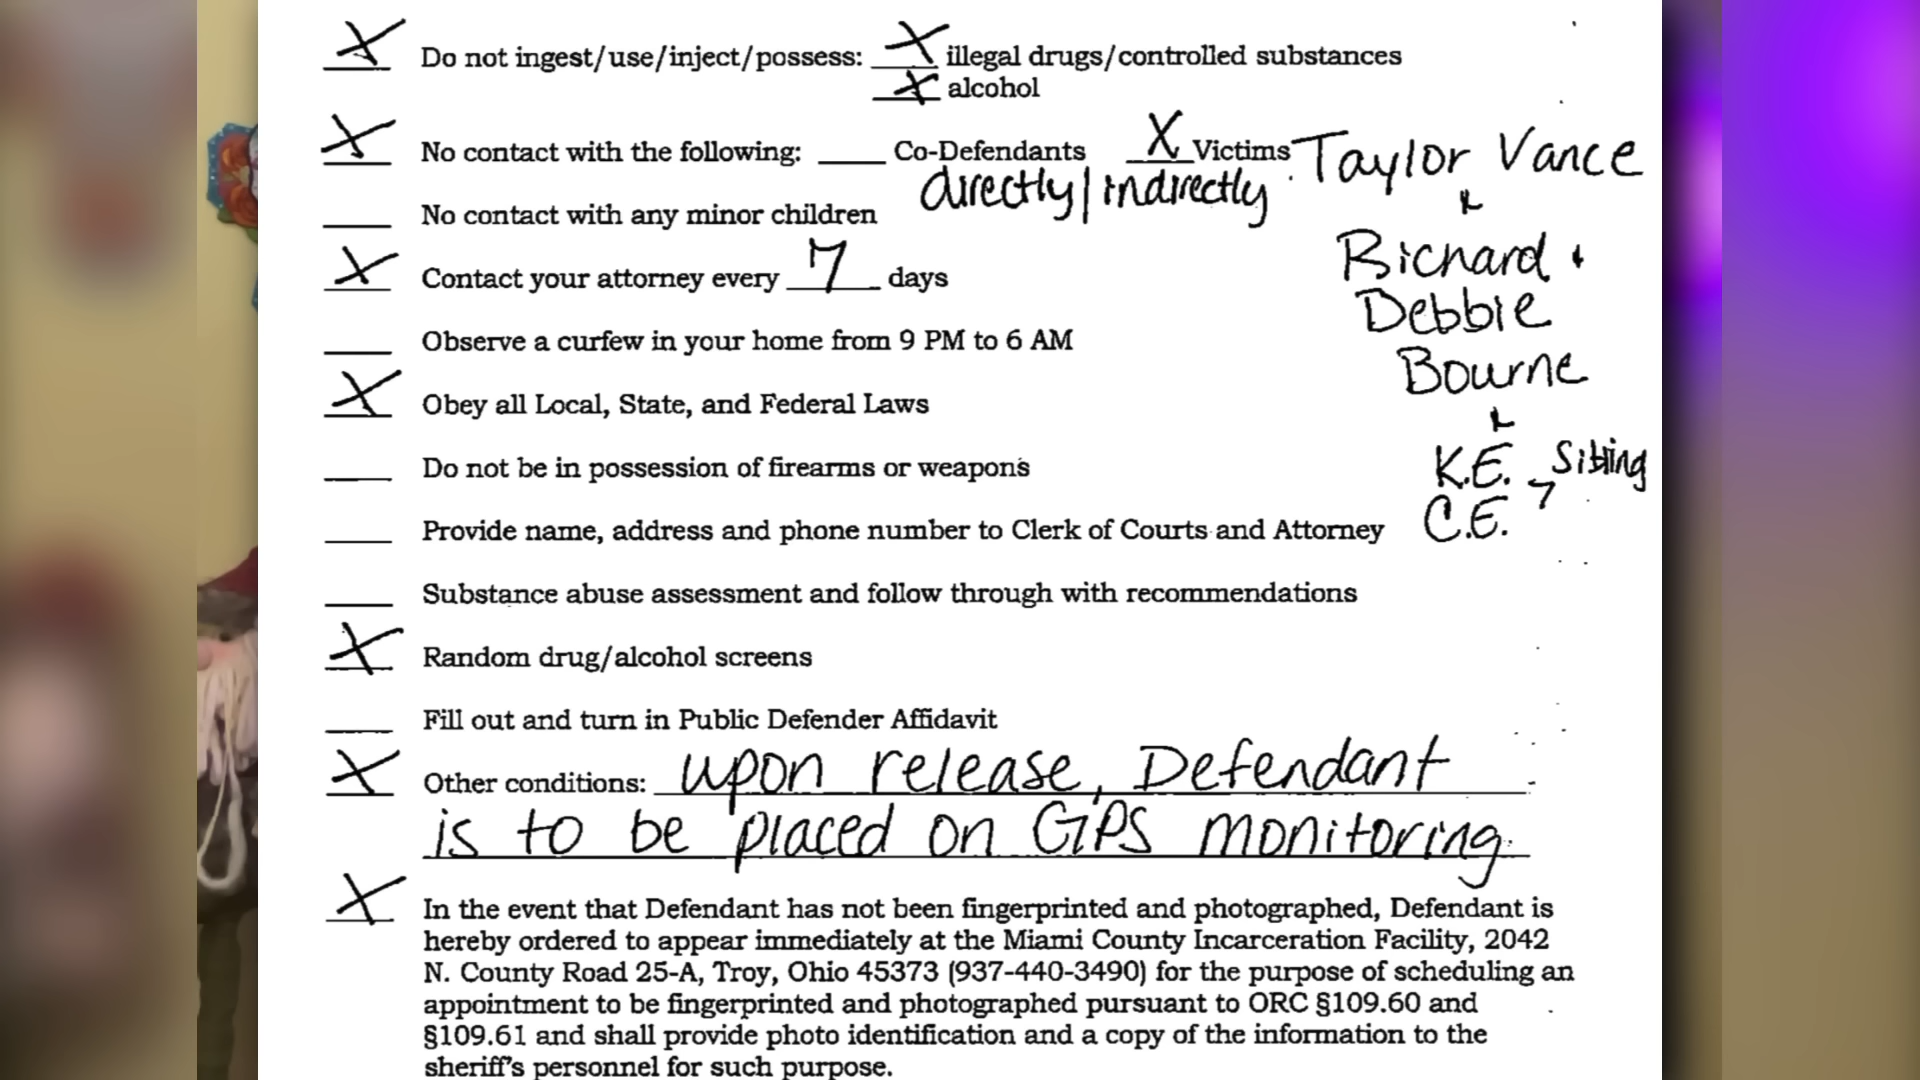 X Do not ingest/use/inject/possess: X illegal drugs/controlled substances
X alcohol
X No contact with the following: ____ Co-Defendants X Victims Taylor Vance
directly/indirectly
&
____ No contact with any minor children
Richard &
X Contact your attorney every 7 days
Debbie
____ Observe a curfew in your home from 9 PM to 6 AM
Bourne
X Obey all Local, State, and Federal Laws
&
____ Do not be in possession of firearms or weapons
K.E. > Sibling
C.E.
____ Provide name, address and phone number to Clerk of Courts and Attorney
____ Substance abuse assessment and follow through with recommendations
X Random drug/alcohol screens
____ Fill out and turn in Public Defender Affidavit
X Other conditions: upon release, Defendant
is to be placed on GPS monitoring.
X In the event that Defendant has not been fingerprinted and photographed, Defendant is
hereby ordered to appear immediately at the Miami County Incarceration Facility, 2042
N. County Road 25-A, Troy, Ohio 45373 (937-440-3490) for the purpose of scheduling an
appointment to be fingerprinted and photographed pursuant to ORC §109.60 and
§109.61 and shall provide photo identification and a copy of the information to the
sheriff's personnel for such purpose.